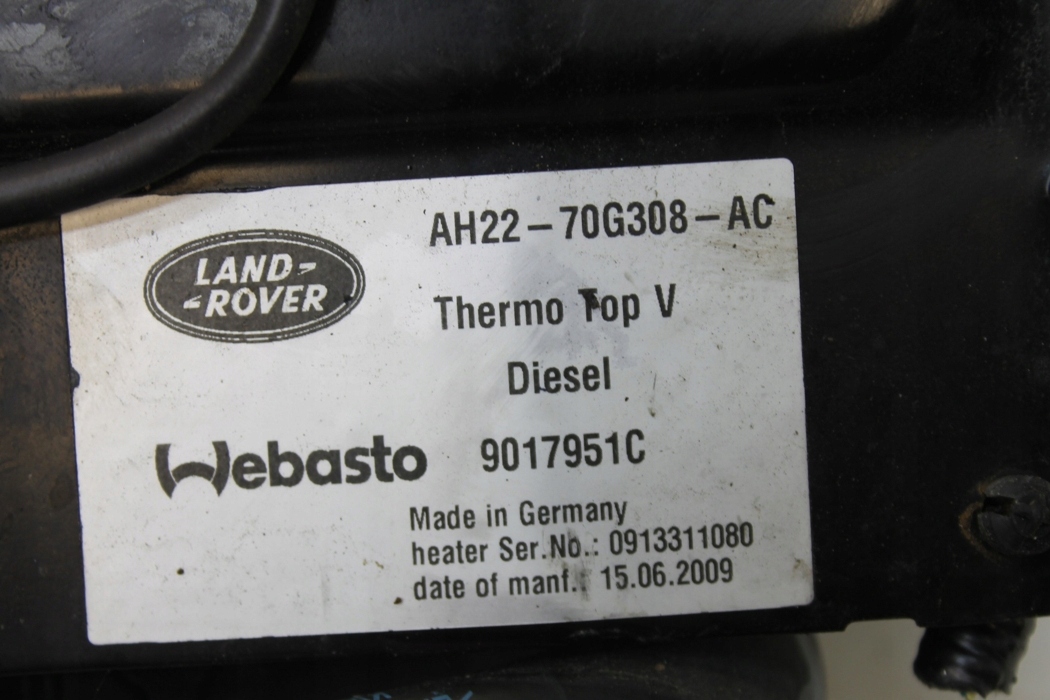 AH22-70G308-AC
LAND-
-ROVER
Thermo Top V
Diesel
Webasto 9017951C
Made in Germany
heater Ser.No.: 0913311080
date of manf.: 15.06.2009